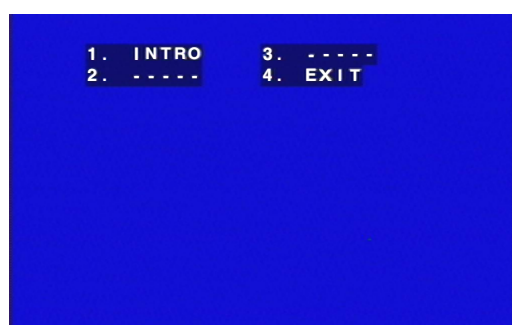 1. INTRO 3. -----
2. ----- 4. EXIT